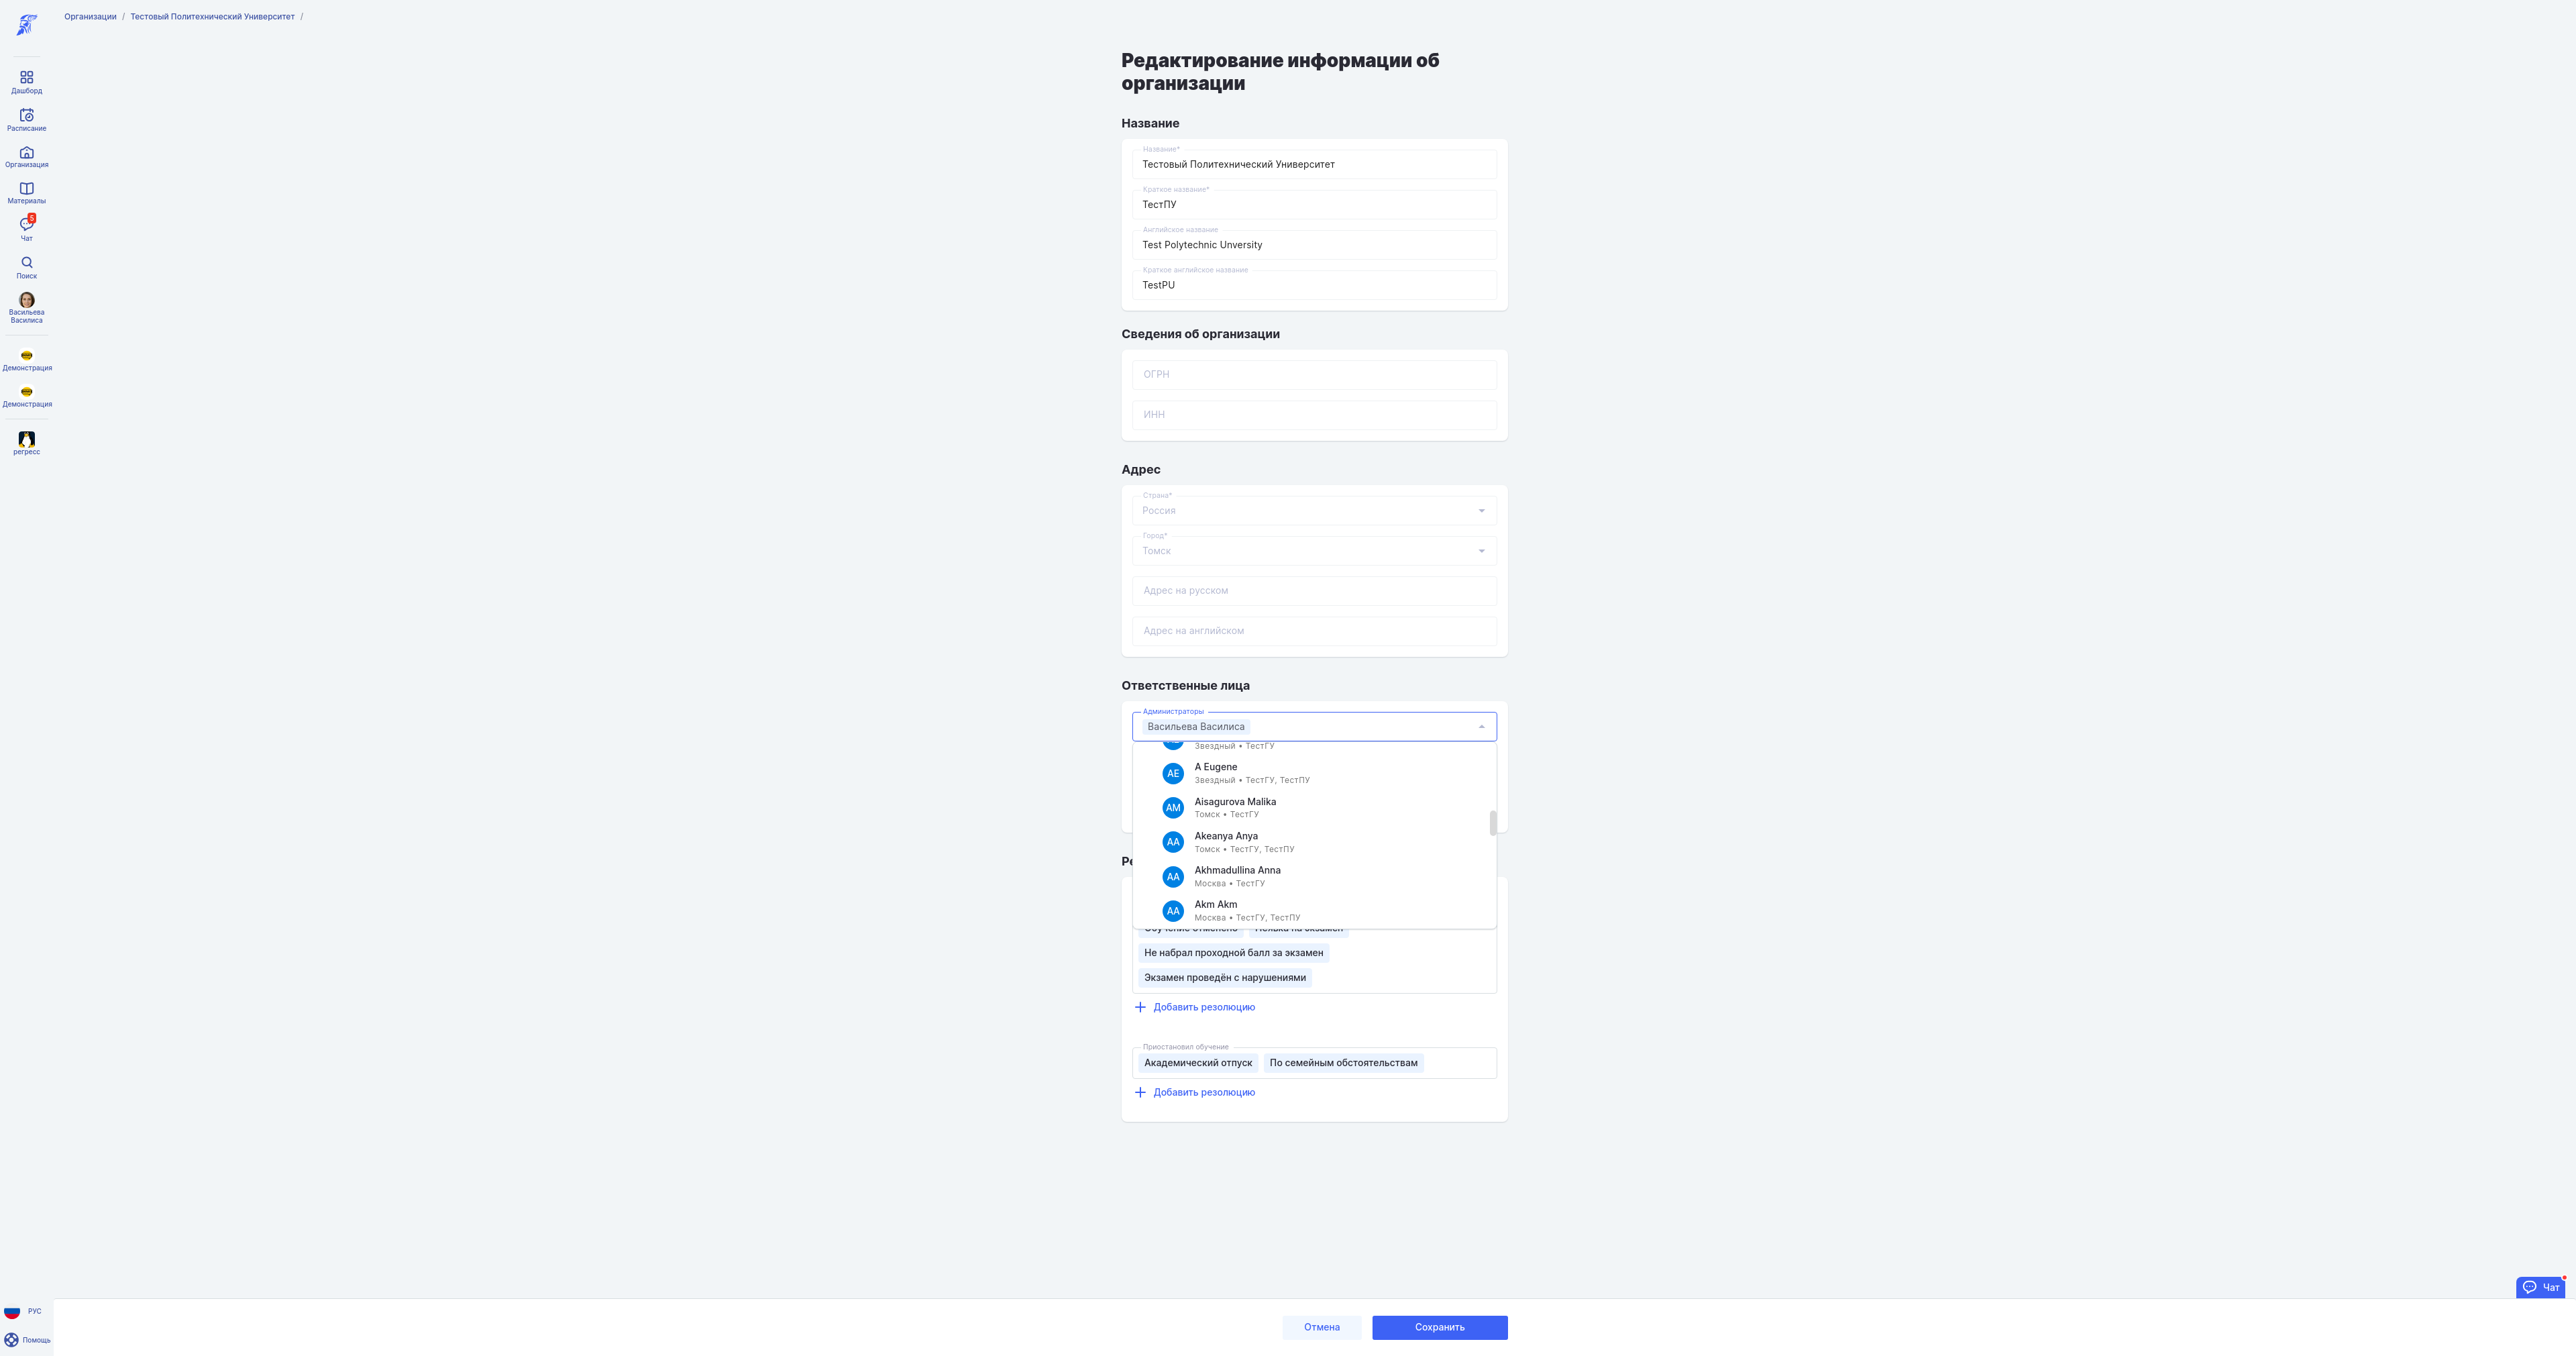 Организации / Тестовый Политехнический Университет /
Дашборд
Расписание
Организация
Материалы
5
Чат
Поиск
Васильева
Василиса
Демонстрация
Демонстрация
регресс
РУС
Помощь
Редактирование информации об
организации
Название
Название*
Тестовый Политехнический Университет
Краткое название*
ТестПУ
Английское название
Test Polytechnic Unversity
Краткое английское название
TestPU
Сведения об организации
ОГРН
ИНН
Адрес
Страна*
Россия
Город*
Томск
Адрес на русском
Адрес на английском
Ответственные лица
Администраторы
Васильева Василиса
Звездный • ТестГУ
AE
A Eugene
Звездный • ТестГУ, ТестПУ
AM
Aisagurova Malika
Томск • ТестГУ
AA
Akeanya Anya
Томск • ТестГУ, ТестПУ
AA
Akhmadullina Anna
Москва • ТестГУ
AA
Akm Akm
Москва • ТестГУ, ТестПУ
Не набрал проходной балл за экзамен
Экзамен проведён с нарушениями
Добавить резолюцию
Приостановил обучение
Академический отпуск По семейным обстоятельствам
Добавить резолюцию
Чат
Отмена Сохранить